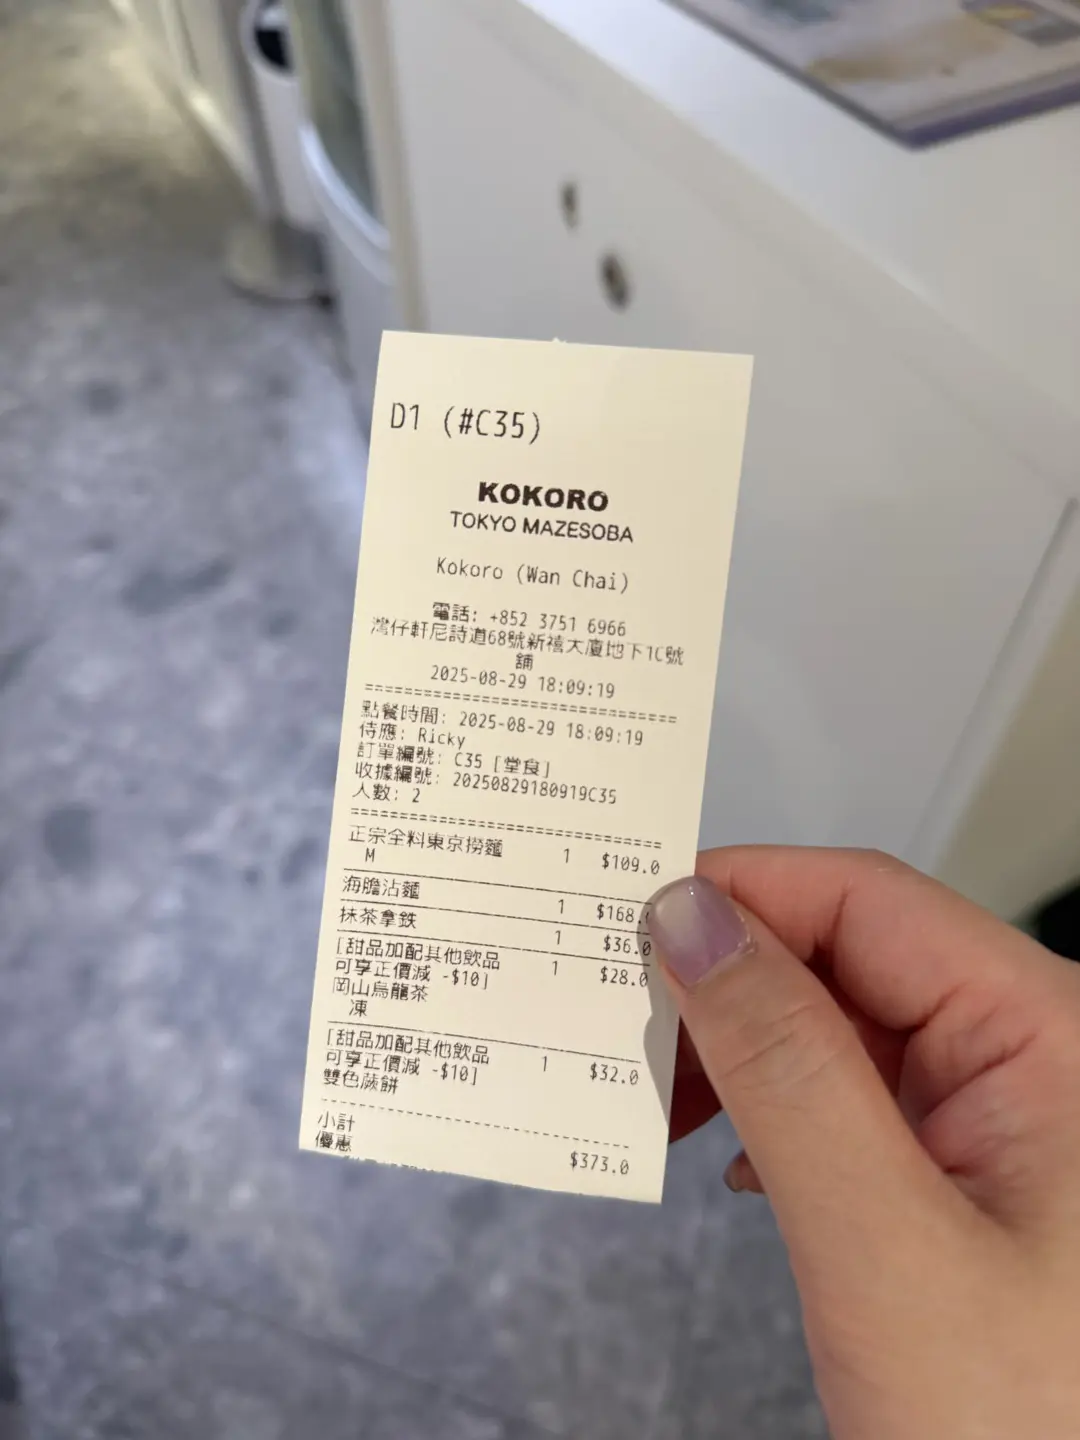 D1 (#C35)
KOKORO
TOKYO MAZESOBA
Kokoro (Wan Chai)
電話: +852 3751 6966
灣仔軒尼詩道68號新禧大廈地下1C號
舖
2025-08-29 18:09:19
點餐時間: 2025-08-29 18:09:19
侍應: Ricky
訂單編號: C35 [堂食]
收據編號: 20250829180919C35
人數: 2
正宗全料東京撈麵 1 $109.0
M
海膽沾麵 1 $168.
抹茶拿鉄 1 $36.0
[甜品加配其他飲品 1 $28.0
可享正價減 -$10]
岡山烏龍茶
凍
[甜品加配其他飲品 1 $32.0
可享正價減 -$10]
雙色蕨餅
小計 $373.0
優惠